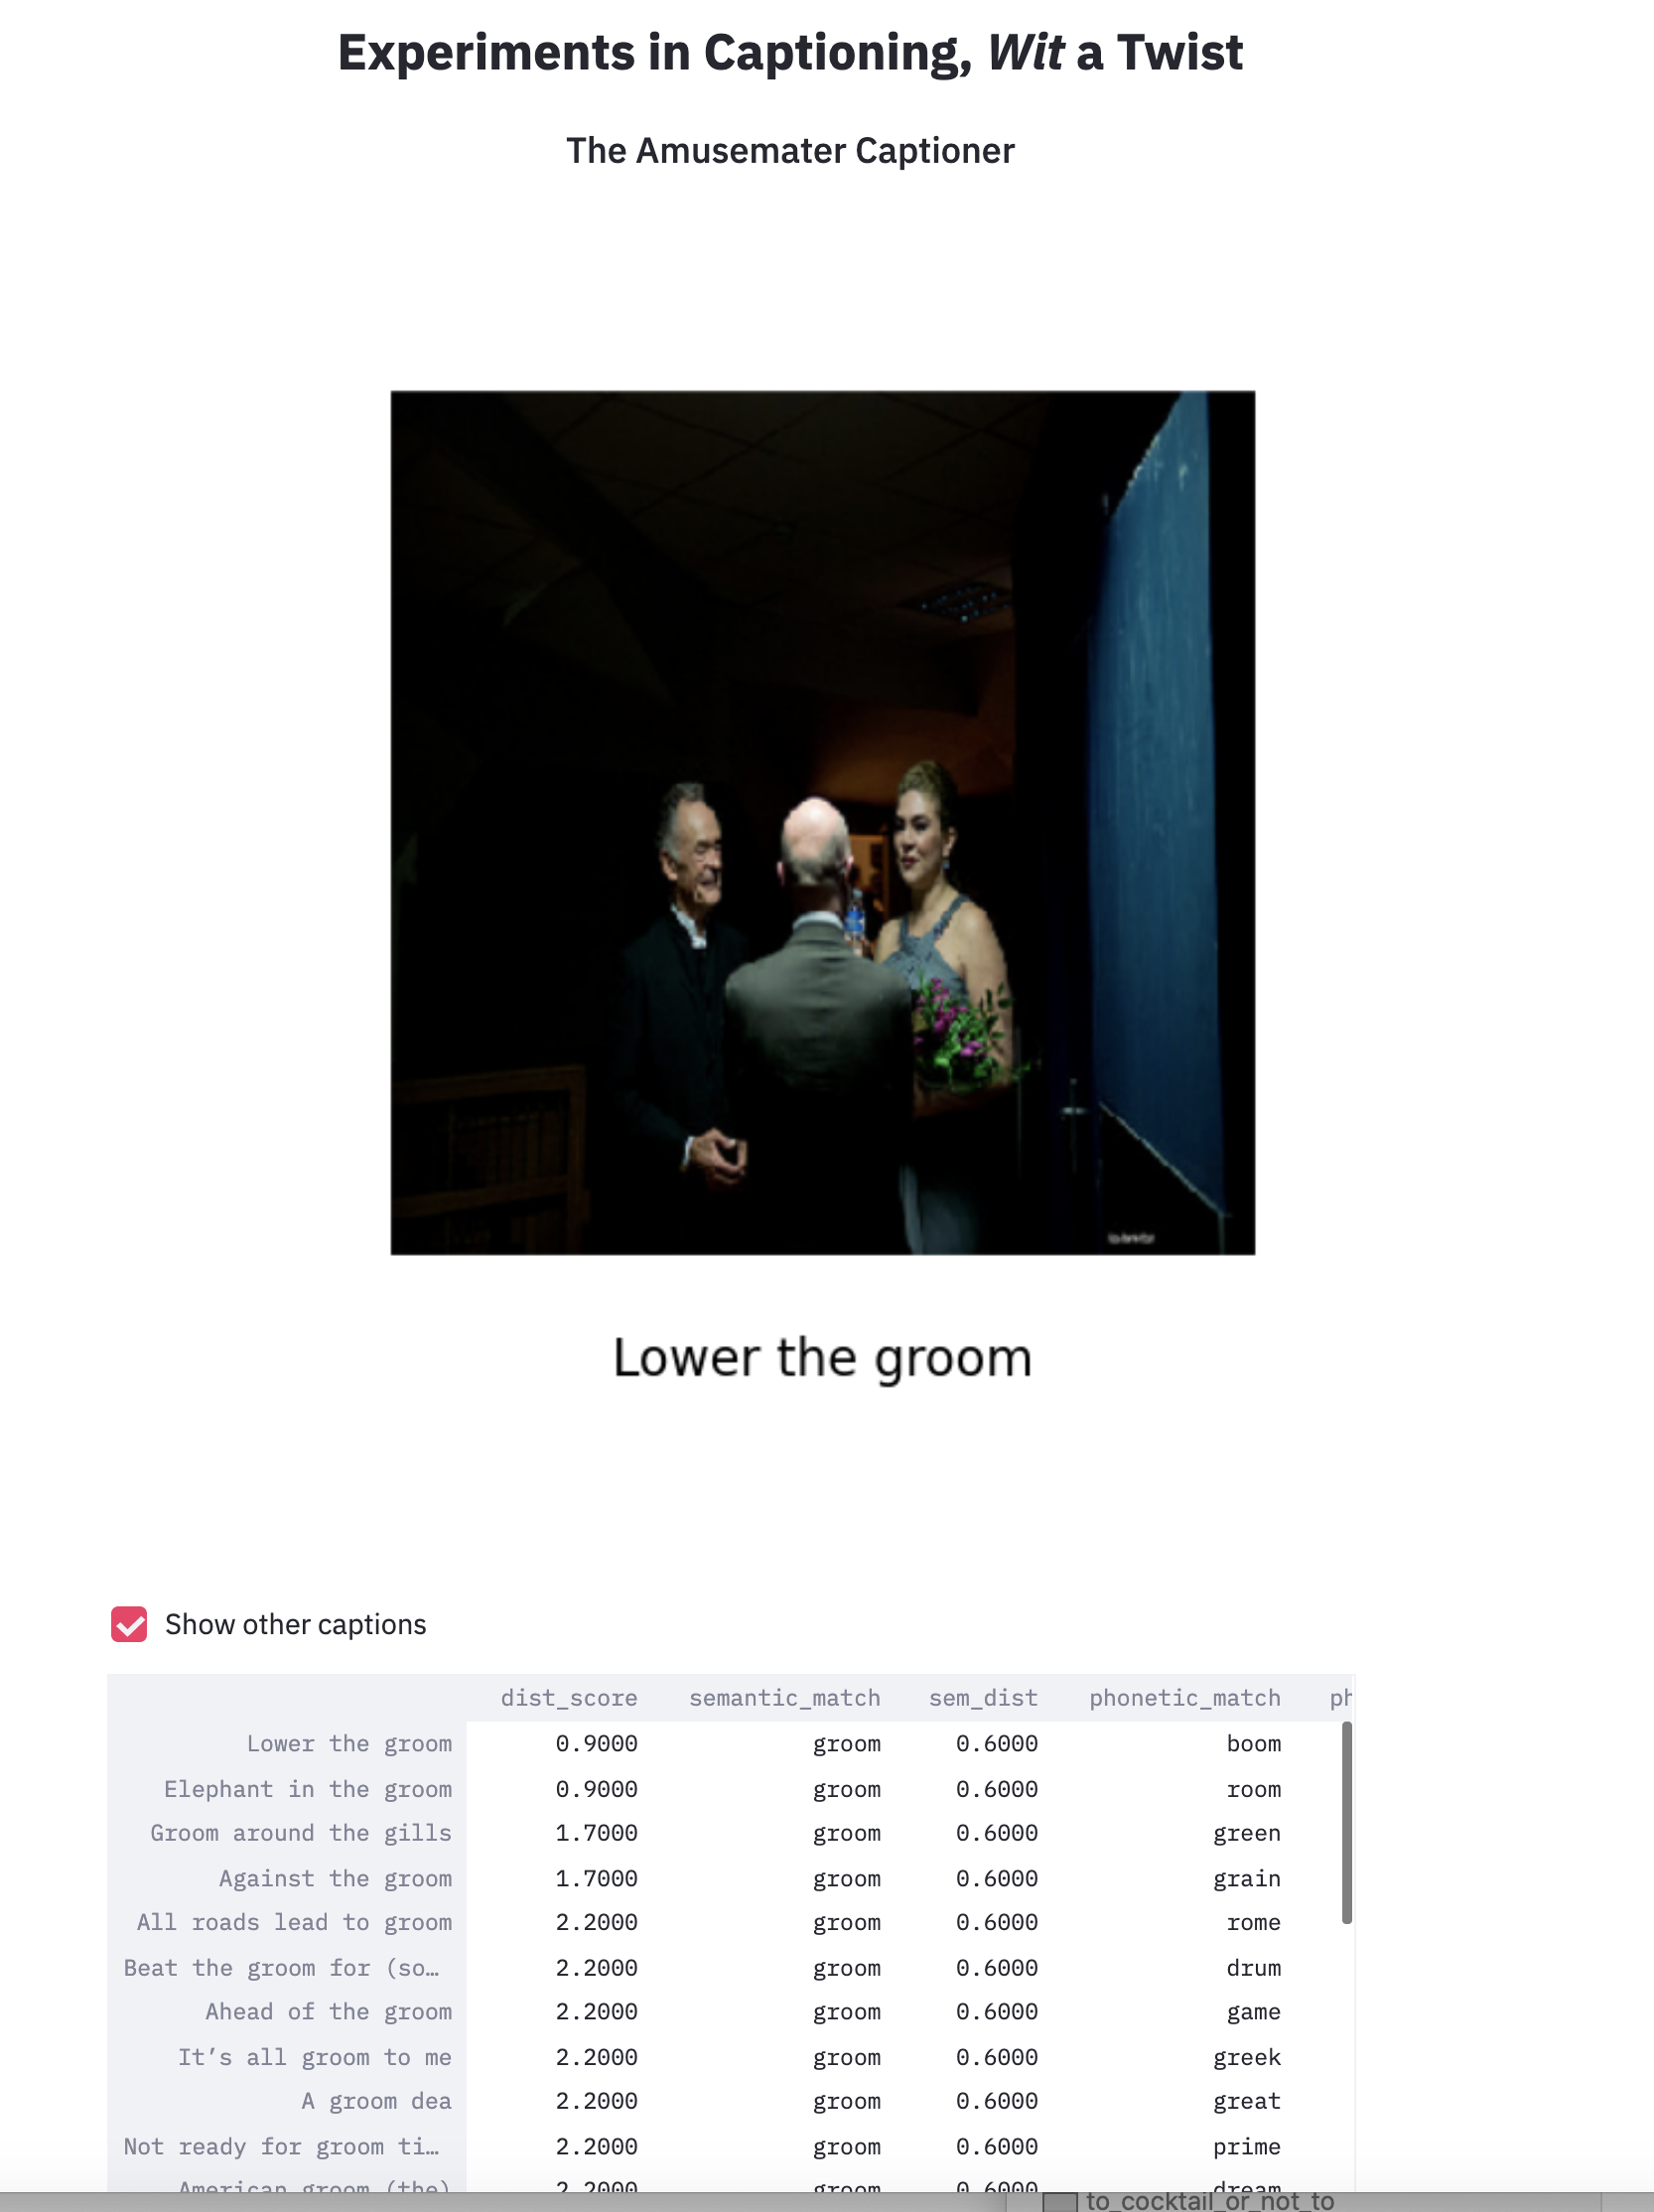 Experiments in Captioning, Wit a Twist
The Amusemater Captioner
Lower the groom
Show other captions
dist_score semantic_match sem_dist phonetic_match ph
Lower the groom 0.9000 groom 0.6000 boom
Elephant in the groom 0.9000 groom 0.6000 room
Groom around the gills 1.7000 groom 0.6000 green
Against the groom 1.7000 groom 0.6000 grain
All roads lead to groom 2.2000 groom 0.6000 rome
Beat the groom for (so… 2.2000 groom 0.6000 drum
Ahead of the groom 2.2000 groom 0.6000 game
It’s all groom to me 2.2000 groom 0.6000 greek
A groom dea 2.2000 groom 0.6000 great
Not ready for groom ti… 2.2000 groom 0.6000 prime
American groom (the) 2.2000 groom 0.6000 dream
to_cocktail_or_not_to